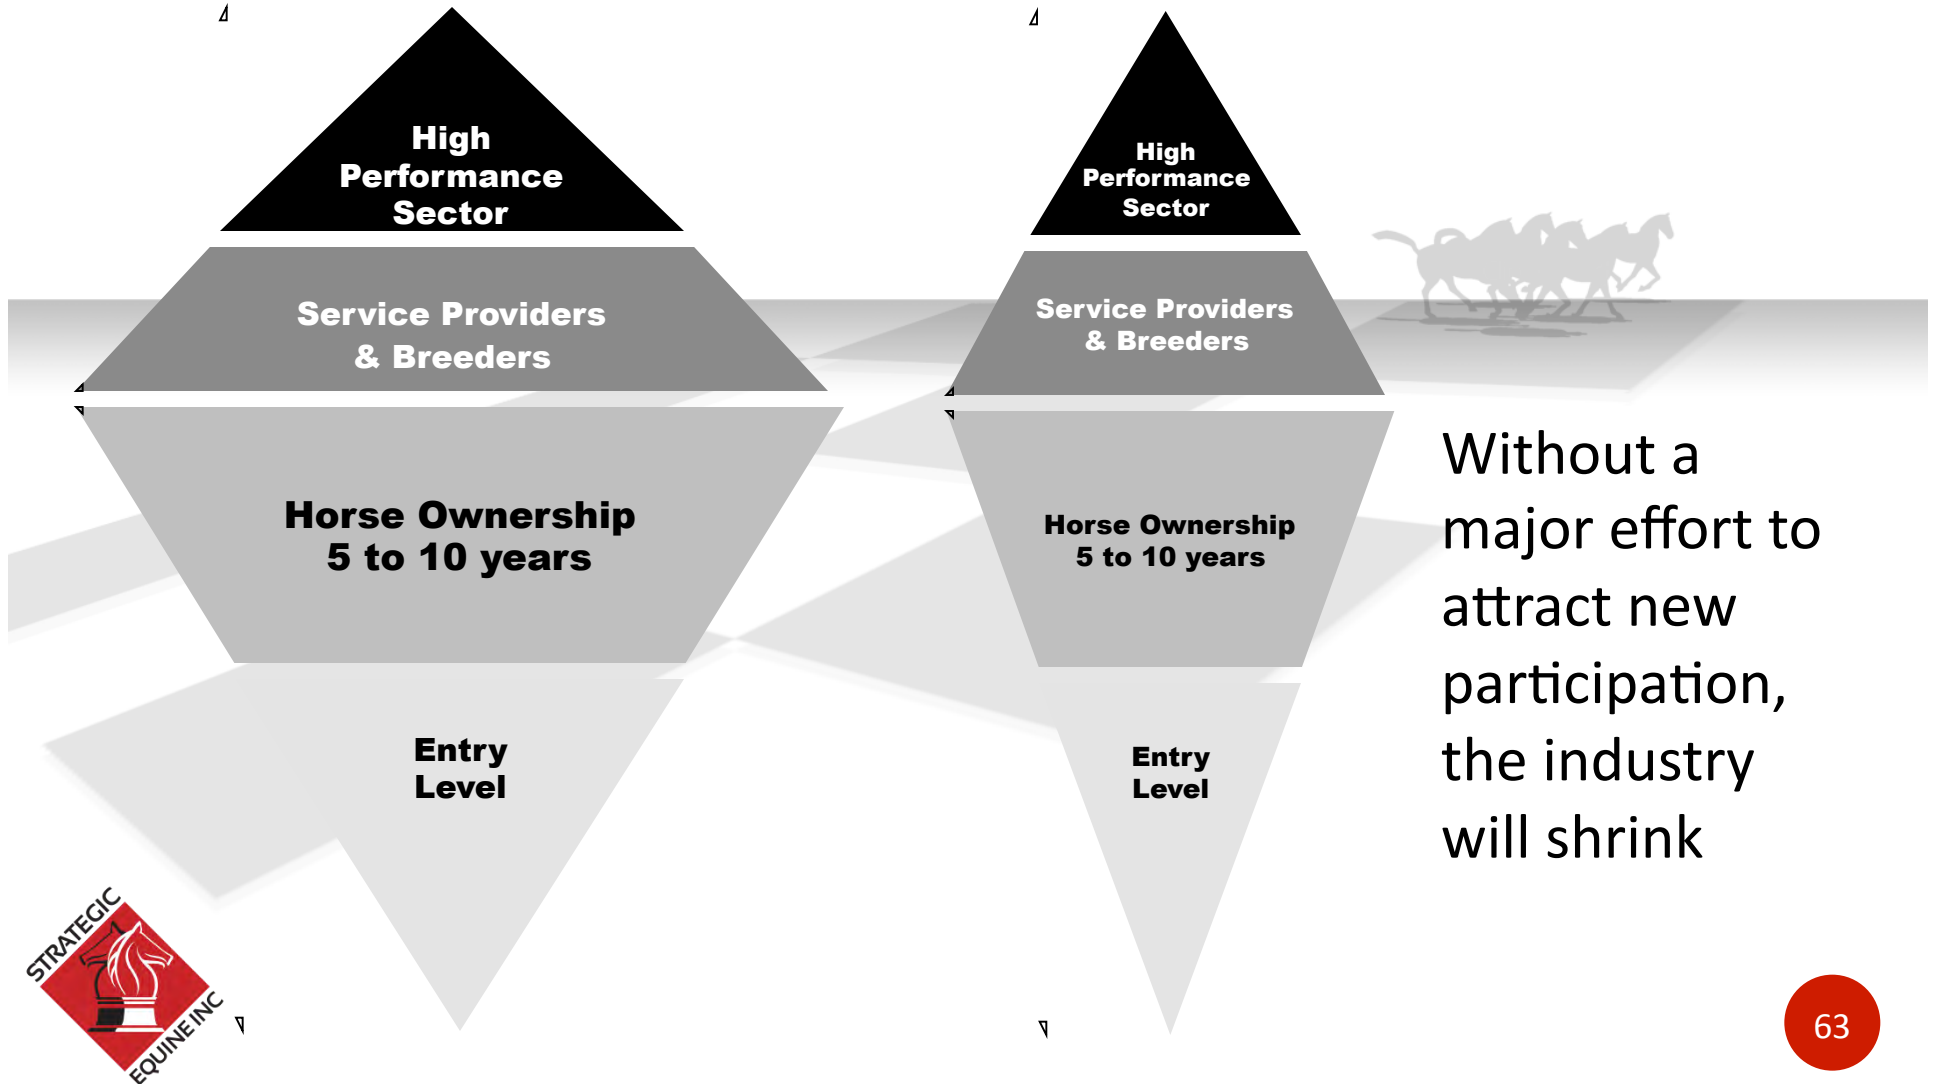 High
Performance
Sector
Service Providers
& Breeders
Horse Ownership
5 to 10 years
Entry
Level
High
Performance
Sector
Service Providers
& Breeders
Horse Ownership
5 to 10 years
Entry
Level
Without a
major effort to
attract new
participation,
the industry
will shrink
STRATEGIC
EQUINE INC
63